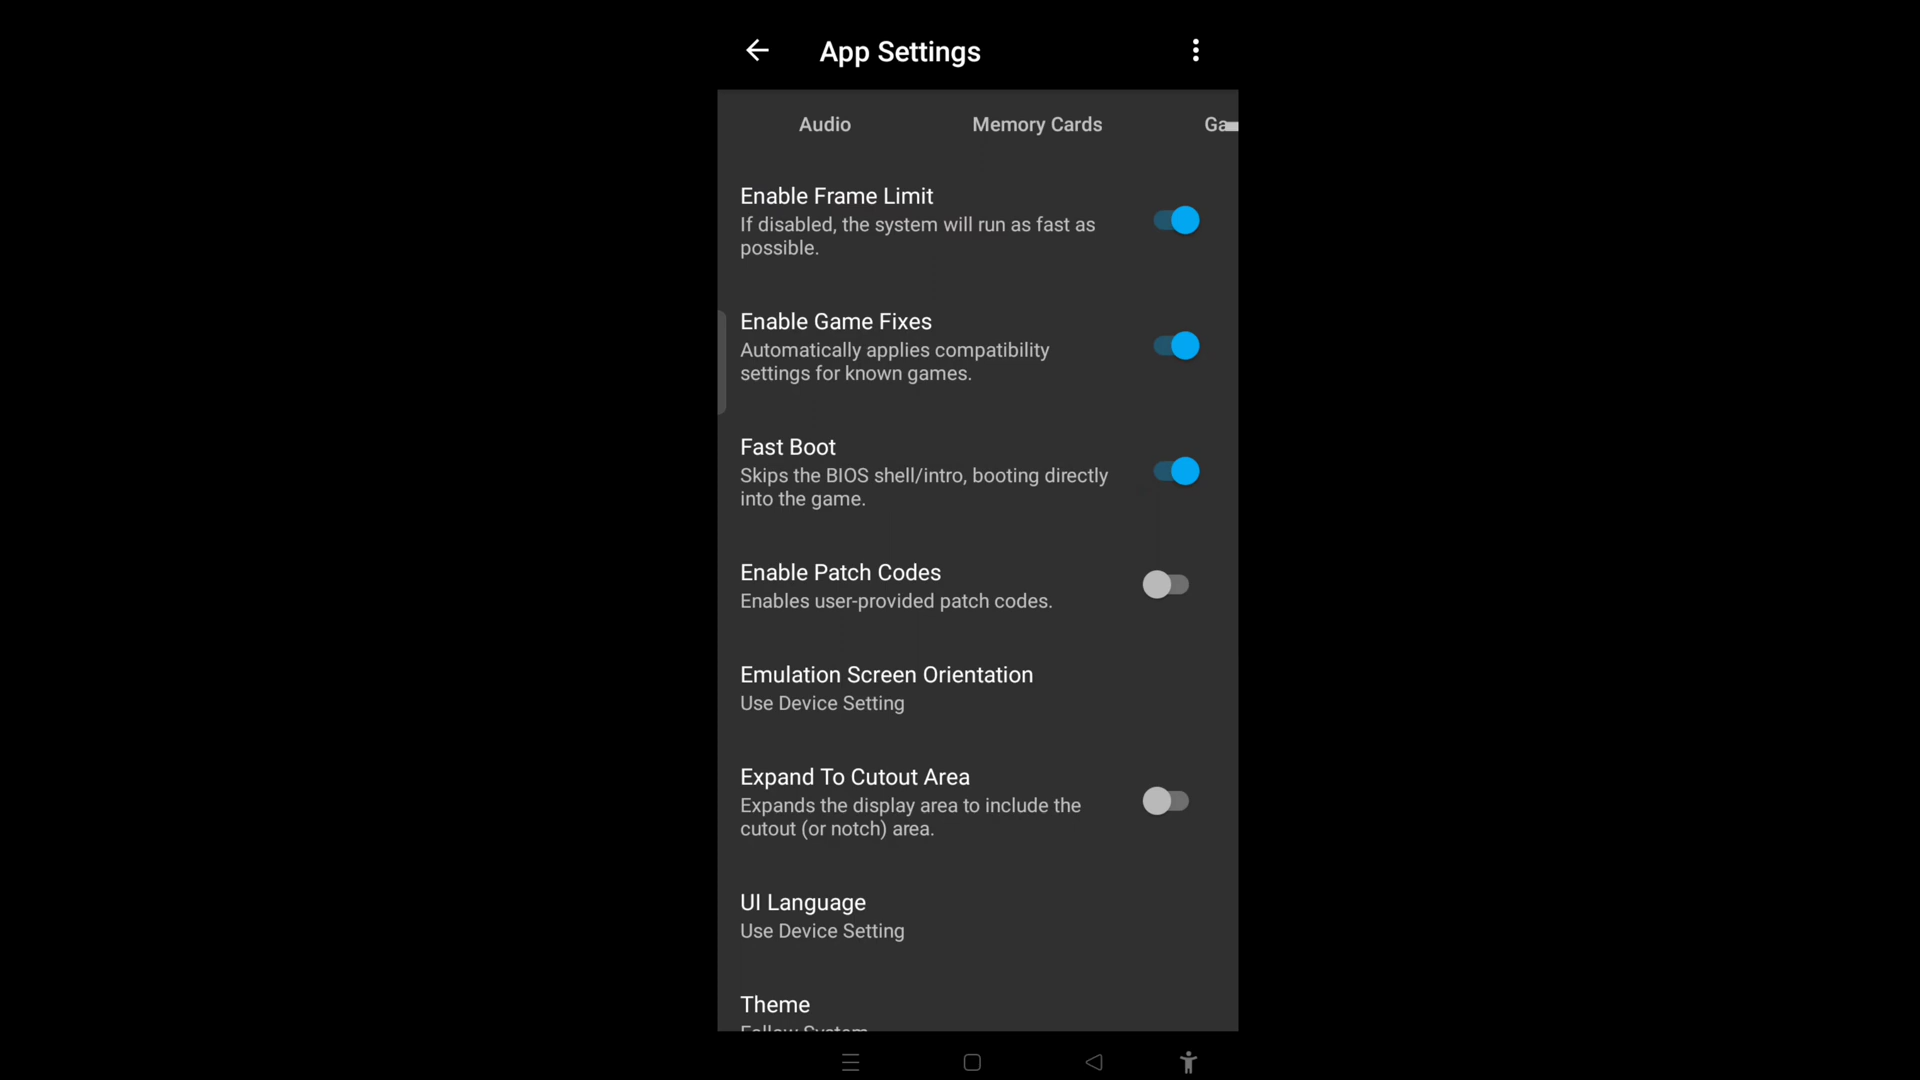 App Settings
Audio Memory Cards Ga
Enable Frame Limit
If disabled, the system will run as fast as
possible.
Enable Game Fixes
Automatically applies compatibility
settings for known games.
Fast Boot
Skips the BIOS shell/intro, booting directly
into the game.
Enable Patch Codes
Enables user-provided patch codes.
Emulation Screen Orientation
Use Device Setting
Expand To Cutout Area
Expands the display area to include the
cutout (or notch) area.
UI Language
Use Device Setting
Theme
Follow System